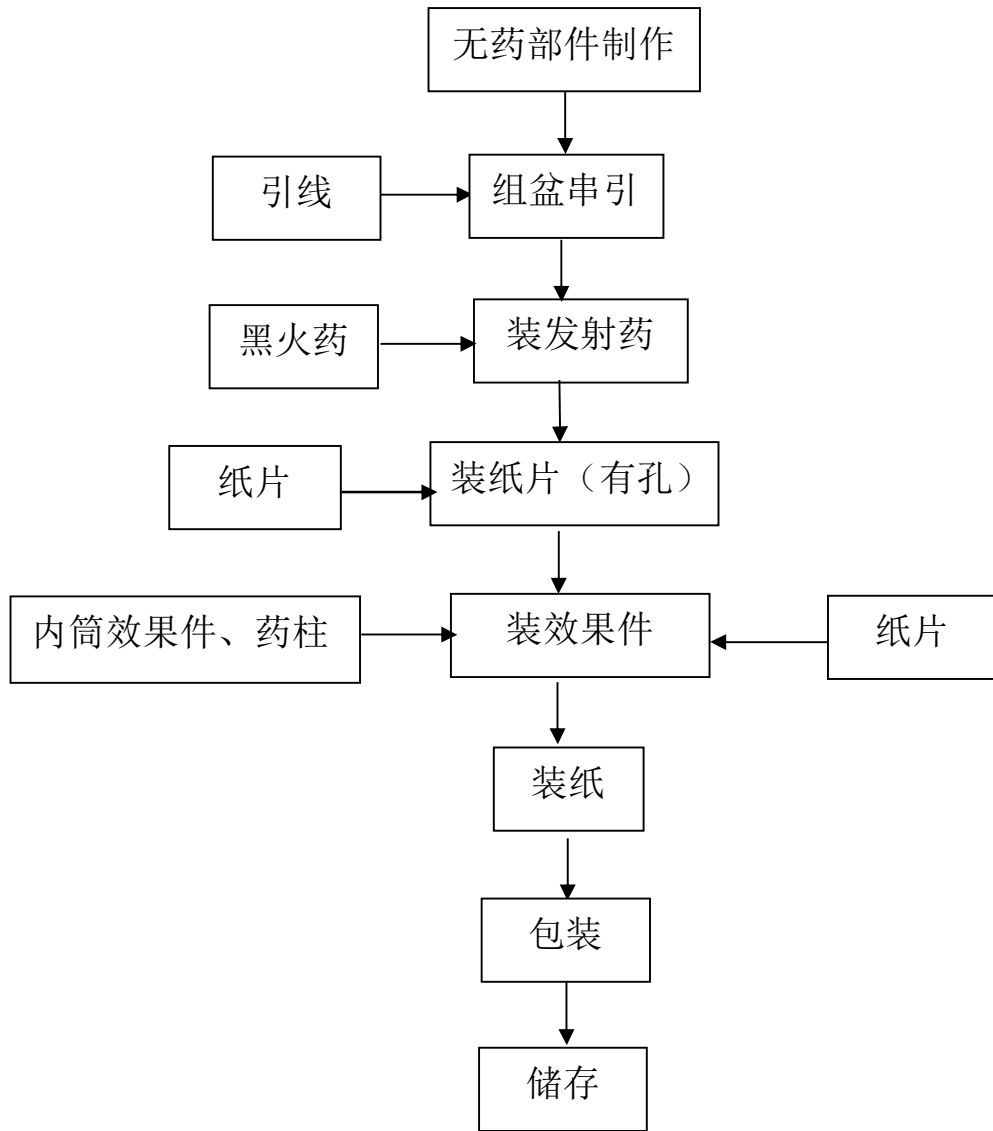 无药部件制作
引线
组盆串引
黑火药
装发射药
纸片
装纸片（有孔）
内筒效果件、药柱
装效果件
纸片
装纸
包装
储存